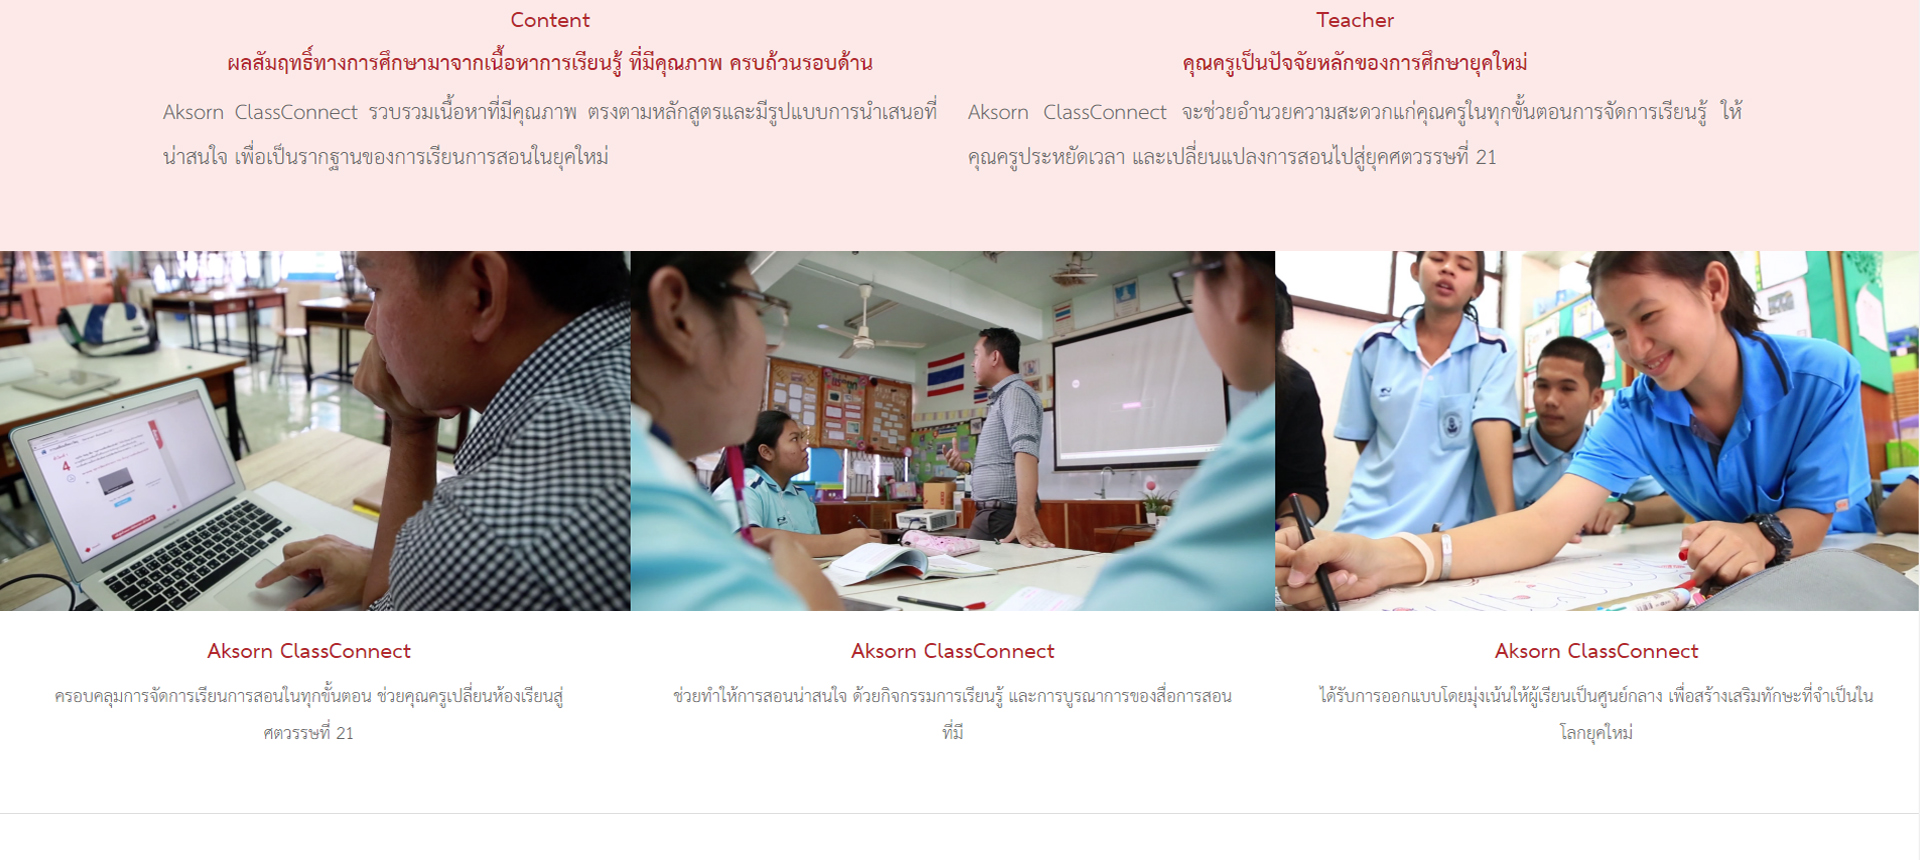 Content
ผลสัมฤทธิ์ทางการศึกษามาจากเนื้อหาการเรียนรู้ ที่มีคุณภาพ ครบถ้วนรอบด้าน
Aksorn ClassConnect รวบรวมเนื้อหาที่มีคุณภาพ ตรงตามหลักสูตรและมีรูปแบบการนำเสนอที่
น่าสนใจ เพื่อเป็นรากฐานของการเรียนการสอนในยุคใหม่
Teacher
คุณครูเป็นปัจจัยหลักของการศึกษายุคใหม่
Aksorn ClassConnect จะช่วยอำนวยความสะดวกแก่คุณครูในทุกขั้นตอนการจัดการเรียนรู้ ให้
คุณครูประหยัดเวลา และเปลี่ยนแปลงการสอนไปสู่ยุคศตวรรษที่ 21
4
Aksorn ClassConnect
ครอบคลุมการจัดการเรียนการสอนในทุกขั้นตอน ช่วยคุณครูเปลี่ยนห้องเรียนสู่
ศตวรรษที่ 21
Aksorn ClassConnect
ช่วยทำให้การสอนน่าสนใจ ด้วยกิจกรรมการเรียนรู้ และการบูรณาการของสื่อการสอน
ที่มี
Aksorn ClassConnect
ได้รับการออกแบบโดยมุ่งเน้นให้ผู้เรียนเป็นศูนย์กลาง เพื่อสร้างเสริมทักษะที่จำเป็นใน
โลกยุคใหม่